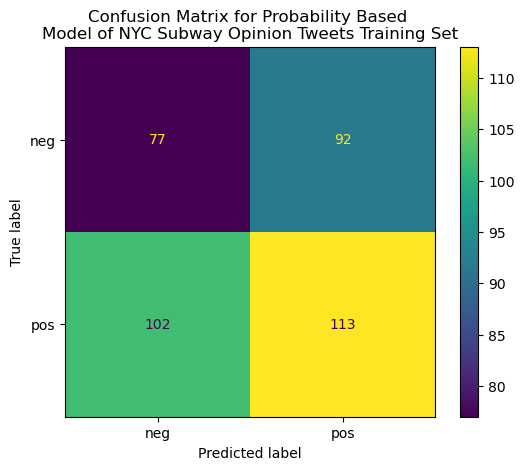 Confusion Matrix for Probability Based
Model of NYC Subway Opinion Tweets Training Set
True label
neg
77
92
pos
102
113
neg
pos
Predicted label
110
105
100
95
90
85
80